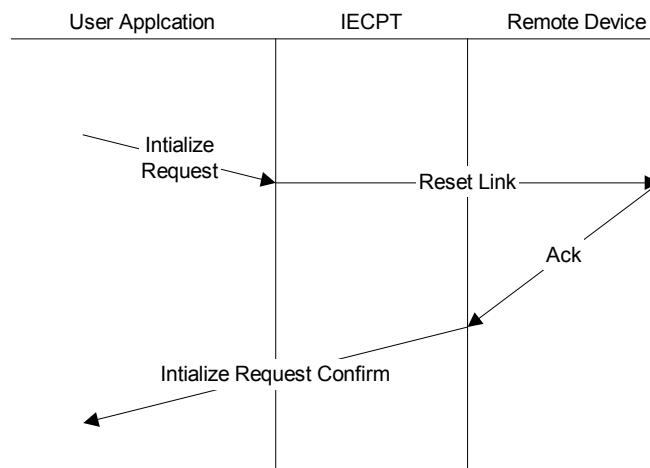 User Applcation IECPT Remote Device
Intialize
Request
Reset Link
Ack
Intialize Request Confirm